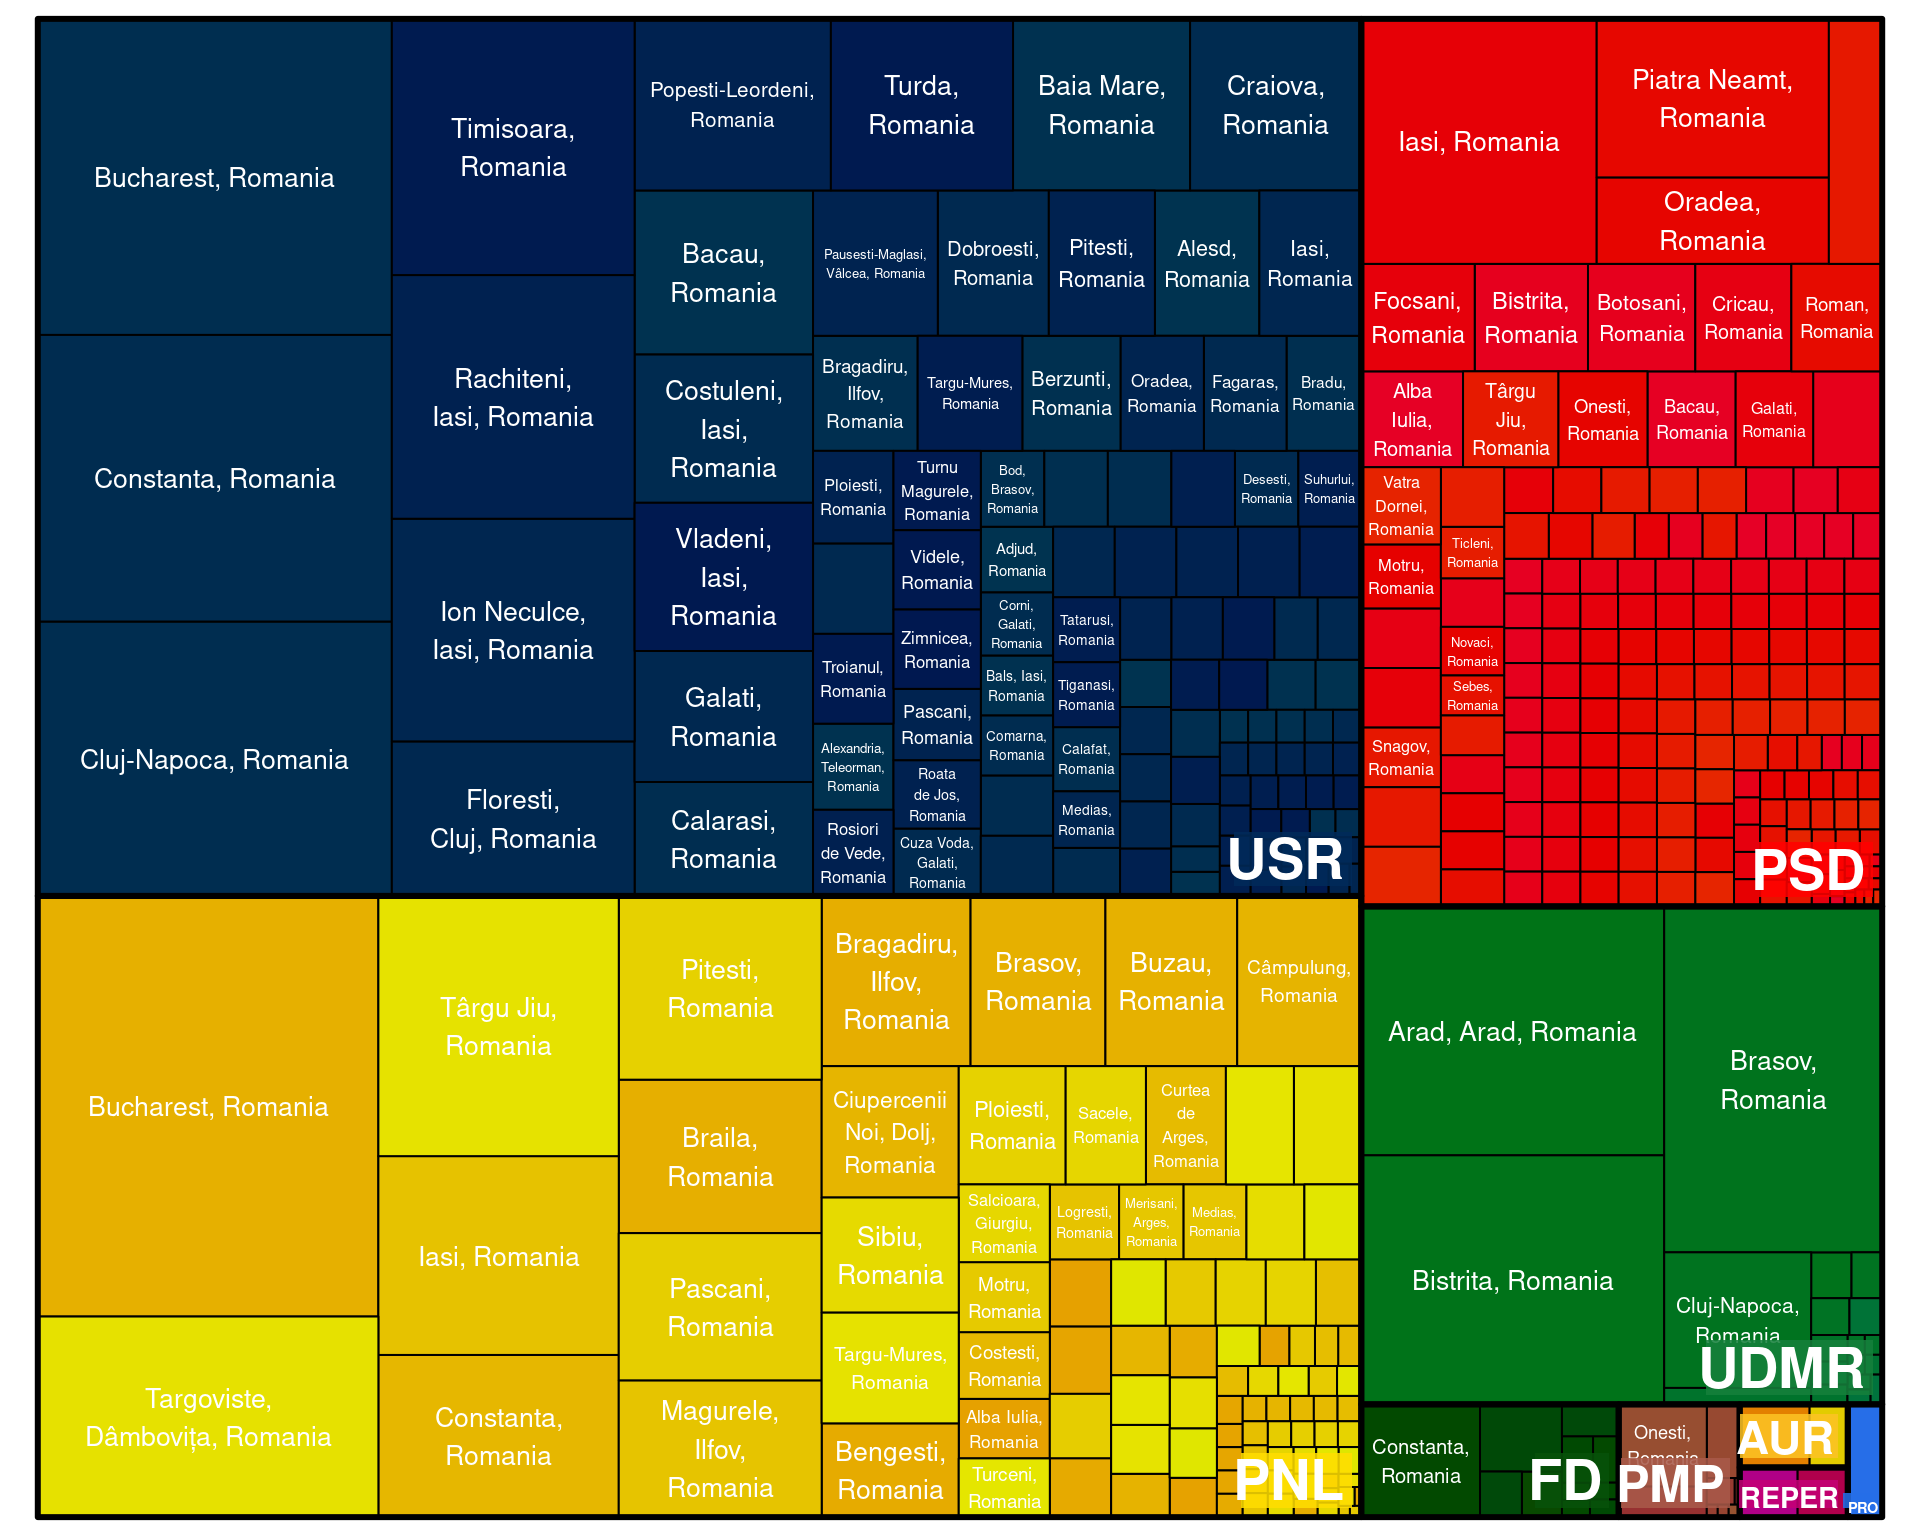 Bucharest, Romania
Constanta, Romania
Cluj-Napoca, Romania
Timisoara,
Romania
Rachiteni,
Iasi, Romania
Ion Neculce,
Iasi, Romania
Floresti,
Cluj, Romania
Popesti-Leordeni,
Romania
Turda,
Romania
Baia Mare,
Romania
Craiova,
Romania
Bacau,
Romania
Costuleni,
Iasi,
Romania
Vladeni,
Iasi,
Romania
Galati,
Romania
Calarasi,
Romania
Pausesti-Maglasi,
Vâlcea, Romania
Dobroesti,
Romania
Pitesti,
Romania
Alesd,
Romania
Iasi,
Romania
Bragadiru,
Ilfov,
Romania
Targu-Mures,
Romania
Berzunti,
Romania
Oradea,
Romania
Fagaras,
Romania
Bradu,
Romania
Ploiesti,
Romania
Troianul,
Romania
Alexandria,
Teleorman,
Romania
Rosiori
de Vede,
Romania
Turnu
Magurele,
Romania
Videle,
Romania
Zimnicea,
Romania
Pascani,
Romania
Roata
de Jos,
Romania
Cuza Voda,
Galati,
Romania
Bod,
Brasov,
Romania
Desesti,
Romania
Suhurlui,
Romania
Adjud,
Romania
Corni,
Galati,
Romania
Bals, Iasi,
Romania
Comarna,
Romania
Tatarusi,
Romania
Tiganasi,
Romania
Calafat,
Romania
Medias,
Romania
USR
Iasi, Romania
Piatra Neamt,
Romania
Oradea,
Romania
Focsani,
Romania
Bistrita,
Romania
Botosani,
Romania
Cricau,
Romania
Roman,
Romania
Alba
Iulia,
Romania
Târgu
Jiu,
Romania
Onesti,
Romania
Bacau,
Romania
Galati,
Romania
Vatra
Dornei,
Romania
Motru,
Romania
Snagov,
Romania
Ticleni,
Romania
Novaci,
Romania
Sebes,
Romania
PSD
Bucharest, Romania
Targoviste,
Dâmbovița, Romania
Târgu Jiu,
Romania
Iasi, Romania
Constanta,
Romania
Pitesti,
Romania
Braila,
Romania
Pascani,
Romania
Magurele,
Ilfov,
Romania
Bragadiru,
Ilfov,
Romania
Brasov,
Romania
Buzau,
Romania
Câmpulung,
Romania
Ciupercenii
Noi, Dolj,
Romania
Sibiu,
Romania
Targu-Mures,
Romania
Bengesti,
Romania
Ploiesti,
Romania
Sacele,
Romania
Curtea
de
Arges,
Romania
Salcioara,
Giurgiu,
Romania
Logresti,
Romania
Merisani,
Arges,
Romania
Medias,
Romania
Motru,
Romania
Costesti,
Romania
Alba Iulia,
Romania
Turceni,
Romania
PNL
Arad, Arad, Romania
Bistrita, Romania
Brasov,
Romania
Cluj-Napoca,
Romania
UDMR
Constanta,
Romania
FD
Onesti,
Romania
PMP
AUR
REPER
PRO